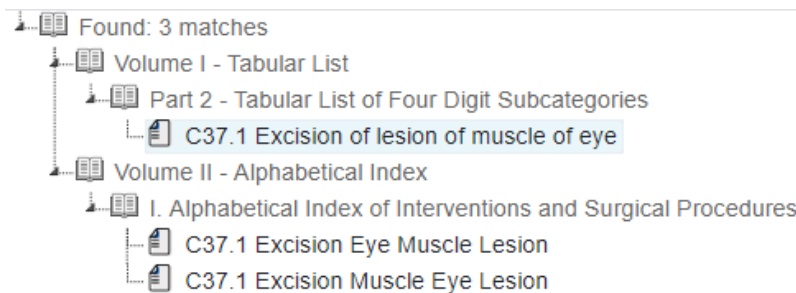 Found: 3 matches
Volume I - Tabular List
Part 2 - Tabular List of Four Digit Subcategories
C37.1 Excision of lesion of muscle of eye
Volume II - Alphabetical Index
I. Alphabetical Index of Interventions and Surgical Procedures
C37.1 Excision Eye Muscle Lesion
C37.1 Excision Muscle Eye Lesion